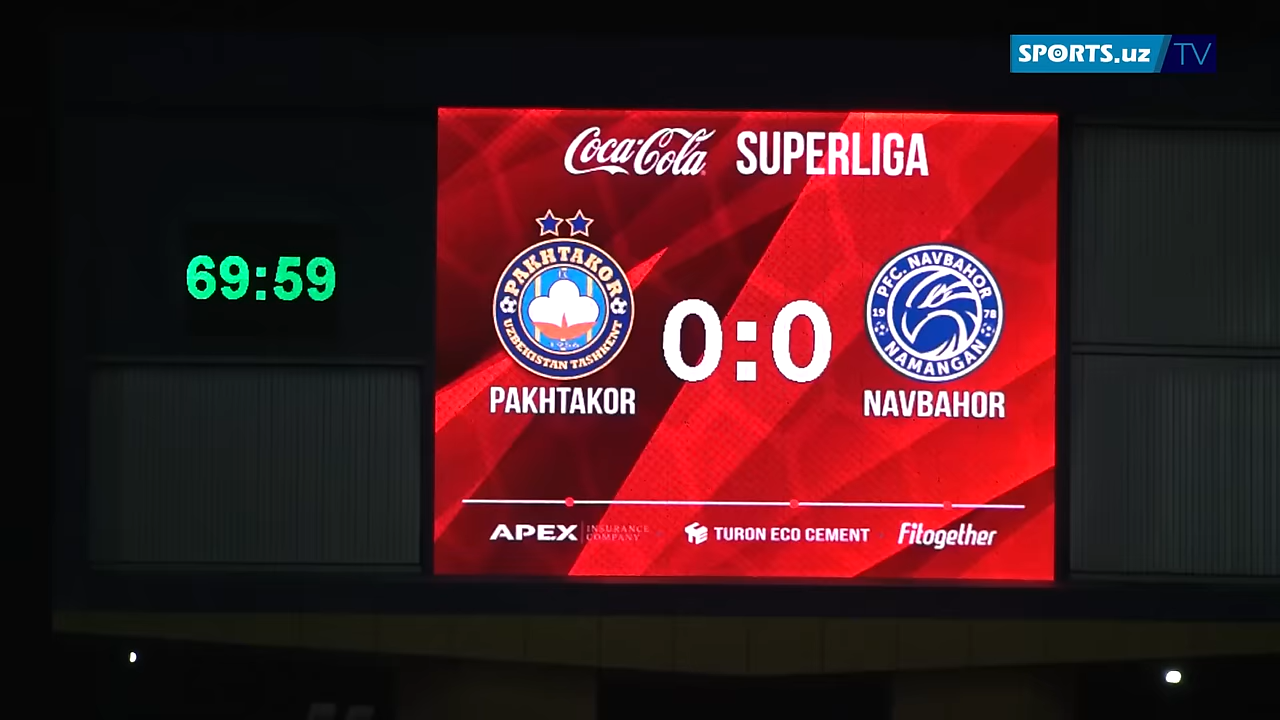 SPORTS.uz TV
Coca-Cola SUPERLIGA
69:59
PAKHTAKOR
1956
UZBEKISTAN TASHKENT
0:0
PFC. NAVBAHOR
19 78
NAMANGAN
PAKHTAKOR
NAVBAHOR
APEX INSURANCE COMPANY
TURON ECO CEMENT
Fitogether